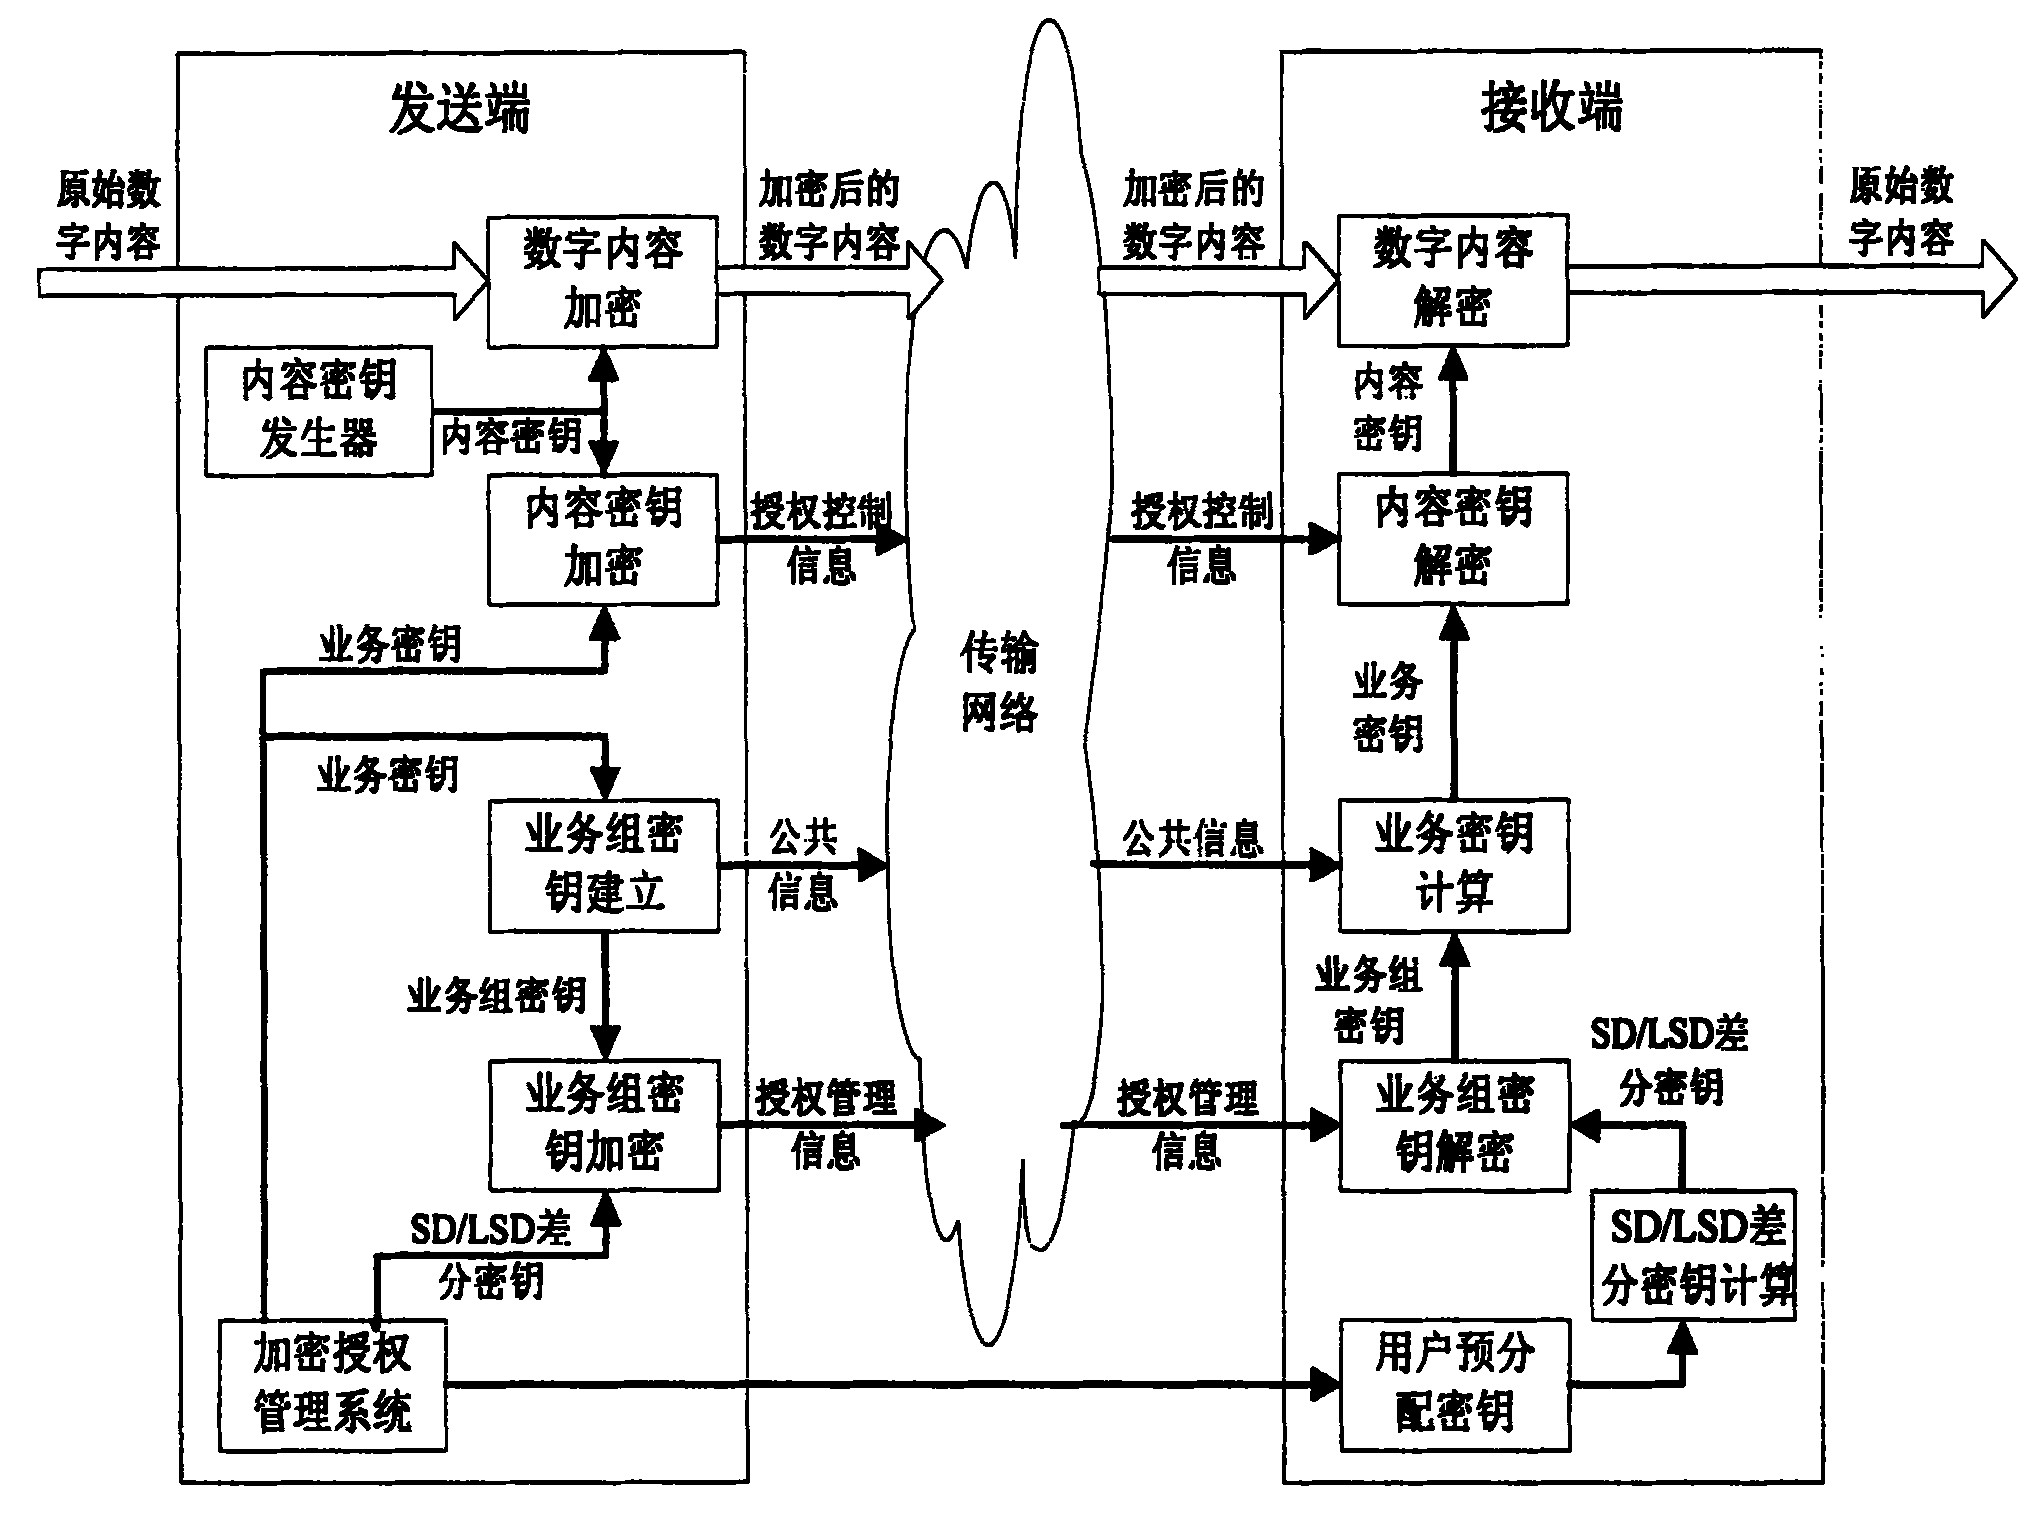 发送端
接收端
原始数
字内容
加密后的
数字内容
加密后的
数字内容
原始数
字内容
数字内容
加密
数字内容
解密
内容密钥
发生器
内容密钥
内容
密钥
内容密钥
加密
授权控制
信息
授权控制
信息
内容密钥
解密
业务密钥
传输
网络
业务
密钥
业务密钥
业务组密
钥建立
公共
信息
公共信息
业务密钥
计算
业务组密钥
业务组
密钥
SD/LSD差
分密钥
业务组密
钥加密
授权管理
信息
授权管理
信息
业务组密
钥解密
SD/LSD差
分密钥
SD/LSD差
分密钥计算
加密授权
管理系统
用户预分
配密钥